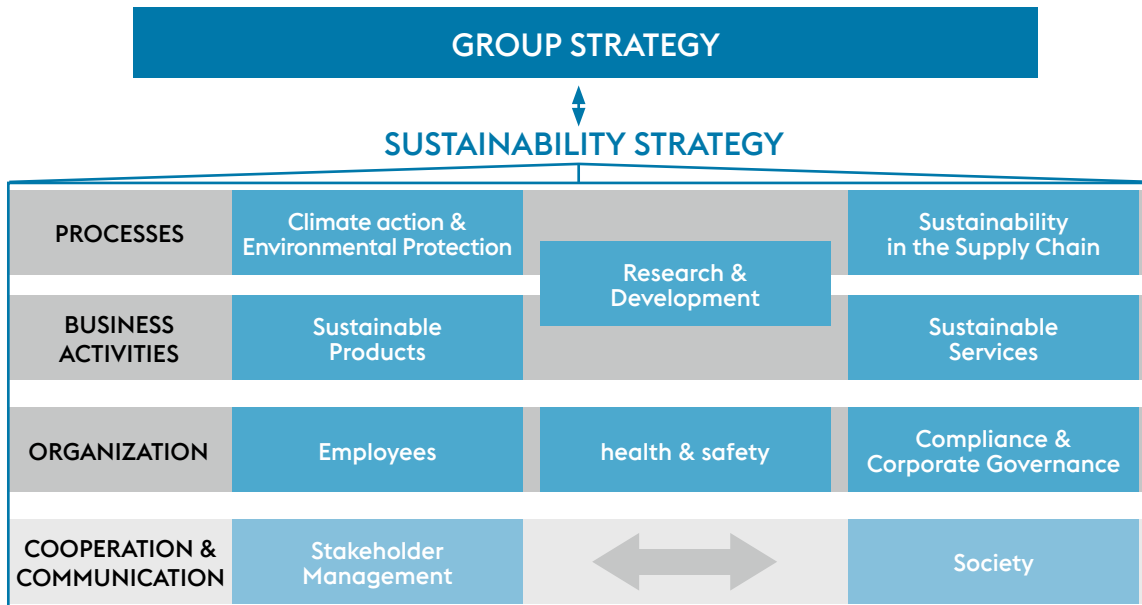 GROUP STRATEGY
SUSTAINABILITY STRATEGY
PROCESSES
Climate action &
Environmental Protection
Research &
Development
Sustainability
in the Supply Chain
BUSINESS
ACTIVITIES
Sustainable
Products
Sustainable
Services
ORGANIZATION
Employees
health & safety
Compliance &
Corporate Governance
COOPERATION &
COMMUNICATION
Stakeholder
Management
Society